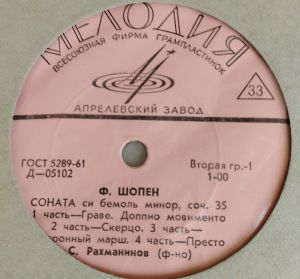 МЕЛОДИЯ
ВСЕСОЮЗНАЯ ФИРМА ГРАМПЛАСТИНОК
33
АПРЕЛЕВСКИЙ ЗАВОД
ГОСТ 5289-61
Д—05102
Вторая гр.-1
1-00
Ф. ШОПЕН
СОНАТА си бемоль минор, соч. 35
1 часть—Граве. Доппио мовименто
2 часть—Скерцо. 3 часть—
ронный марш. 4 часть—Престо
С. Рахманинов (ф-но)